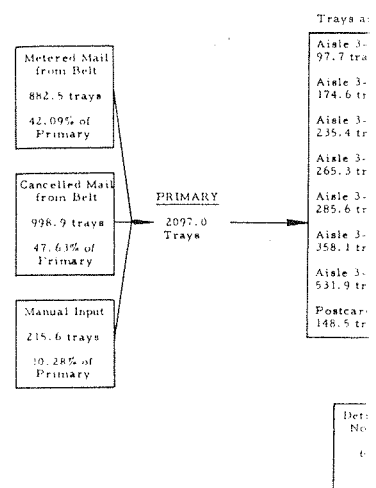 Trays a
Metered Mail
from Belt
882.5 trays
42.09% of
Primary
Cancelled Mail
from Belt
998.9 trays
47.63% of
Primary
Manual Input
215.6 trays
10.28% of
Primary
PRIMARY
2097.0
Trays
Aisle 3-
97.7 tra
Aisle 3-
174.6 tr
Aisle 3-
235.4 tr
Aisle 3-
265.3 tr
Aisle 3-
285.6 tr
Aisle 3-
358.1 tr
Aisle 3-
531.9 tr
Postcar
148.5 tr
No